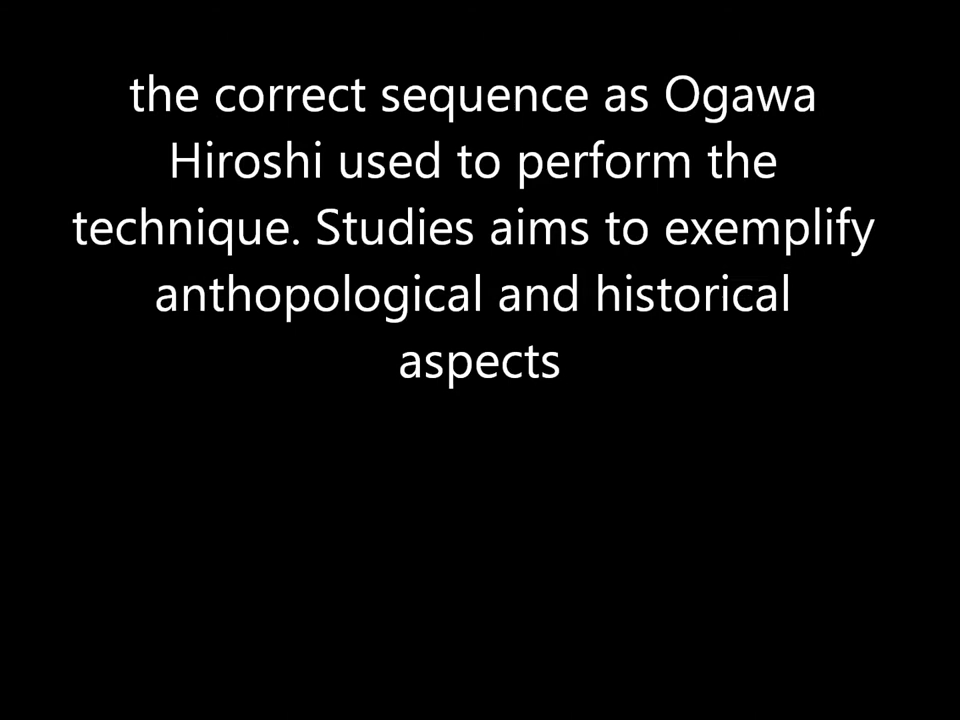 the correct sequence as Ogawa
Hiroshi used to perform the
technique. Studies aims to exemplify
anthopological and historical
aspects